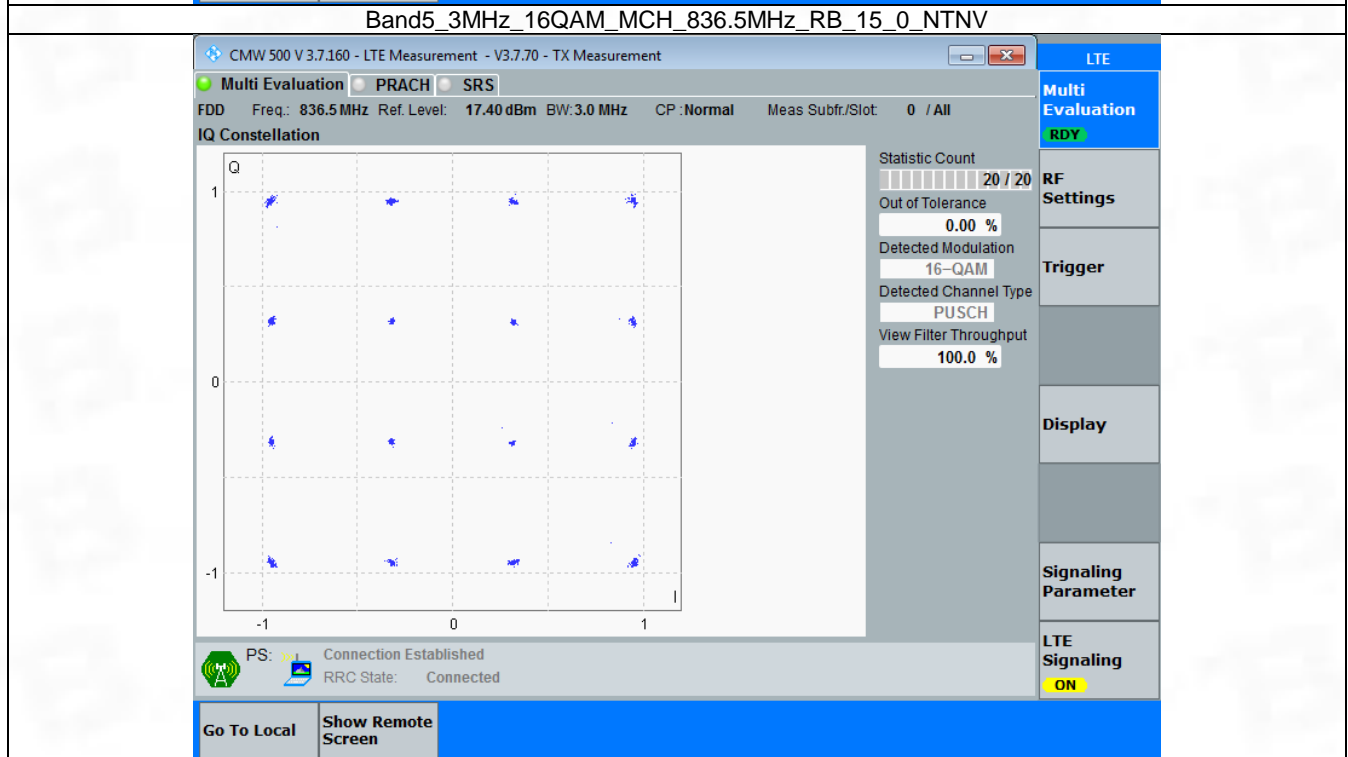 Band5_3MHz_16QAM_MCH_836.5MHz_RB_15_0_NTNV
CMW 500 V 3.7.160 - LTE Measurement - V3.7.70 - TX Measurement
LTE
Multi Evaluation PRACH SRS
FDD Freq.: 836.5 MHz Ref. Level: 17.40 dBm BW: 3.0 MHz CP : Normal Meas Subfr./Slot: 0 / All
IQ Constellation
Q
1
0
-1
I
-1 0 1
Statistic Count
20 / 20
Out of Tolerance
0.00 %
Detected Modulation
16-QAM
Detected Channel Type
PUSCH
View Filter Throughput
100.0 %
Multi
Evaluation
RDY
RF
Settings
Trigger
Display
Signaling
Parameter
LTE
Signaling
ON
PS: Connection Established
RRC State: Connected
Go To Local
Show Remote
Screen